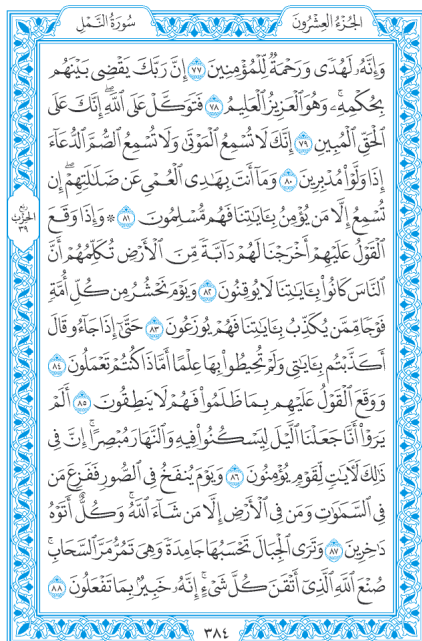 الجُزْءُ العِشْرُونَ
سُورَةُ النَّمْلِ
وَإِنَّهُۥ لَهُدًى وَرَحْمَةٌ لِّلْمُؤْمِنِينَ ٧٧ إِنَّ رَبَّكَ يَقْضِى بَيْنَهُم
بِحُكْمِهِۦۚ وَهُوَ ٱلْعَزِيزُ ٱلْعَلِيمُ ٧٨ فَتَوَكَّلْ عَلَى ٱللَّهِۖ إِنَّكَ عَلَى
ٱلْحَقِّ ٱلْمُبِينِ ٧٩ إِنَّكَ لَا تُسْمِعُ ٱلْمَوْتَىٰ وَلَا تُسْمِعُ ٱلصُّمَّ ٱلدُّعَآءَ
إِذَا وَلَّوْا۟ مُدْبِرِينَ ٨٠ وَمَآ أَنتَ بِهَـٰدِى ٱلْعُمْىِ عَن ضَلَـٰلَتِهِمْۖ إِن
تُسْمِعُ إِلَّا مَن يُؤْمِنُ بِـَٔايَـٰتِنَا فَهُم مُّسْلِمُونَ ٨١ ۞ وَإِذَا وَقَعَ
ٱلْقَوْلُ عَلَيْهِمْ أَخْرَجْنَا لَهُمْ دَآبَّةً مِّنَ ٱلْأَرْضِ تُكَلِّمُهُمْ أَنَّ
ٱلنَّاسَ كَانُوا۟ بِـَٔايَـٰتِنَا لَا يُوقِنُونَ ٨٢ وَيَوْمَ نَحْشُرُ مِن كُلِّ أُمَّةٍ
فَوْجًا مِّمَّن يُكَذِّبُ بِـَٔايَـٰتِنَا فَهُمْ يُوزَعُونَ ٨٣ حَتَّىٰٓ إِذَا جَآءُو قَالَ
أَكَذَّبْتُم بِـَٔايَـٰتِى وَلَمْ تُحِيطُوا۟ بِهَا عِلْمًا أَمَّاذَا كُنتُمْ تَعْمَلُونَ ٨٤
وَوَقَعَ ٱلْقَوْلُ عَلَيْهِم بِمَا ظَلَمُوا۟ فَهُمْ لَا يَنطِقُونَ ٨٥ أَلَمْ
يَرَوْا۟ أَنَّا جَعَلْنَا ٱلَّيْلَ لِيَسْكُنُوا۟ فِيهِ وَٱلنَّهَارَ مُبْصِرًاۚ إِنَّ فِى
ذَٰلِكَ لَـَٔايَـٰتٍ لِّقَوْمٍ يُؤْمِنُونَ ٨٦ وَيَوْمَ يُنفَخُ فِى ٱلصُّورِ فَفَزِعَ مَن
فِى ٱلسَّمَـٰوَٰتِ وَمَن فِى ٱلْأَرْضِ إِلَّا مَن شَآءَ ٱللَّهُۚ وَكُلٌّ أَتَوْهُ
دَٰخِرِينَ ٨٧ وَتَرَى ٱلْجِبَالَ تَحْسَبُهَا جَامِدَةً وَهِىَ تَمُرُّ مَرَّ ٱلسَّحَابِۚ
صُنْعَ ٱللَّهِ ٱلَّذِىٓ أَتْقَنَ كُلَّ شَىْءٍۚ إِنَّهُۥ خَبِيرٌۢ بِمَا تَفْعَلُونَ ٨٨
ربع
الحزب
٣٩
٣٨٤